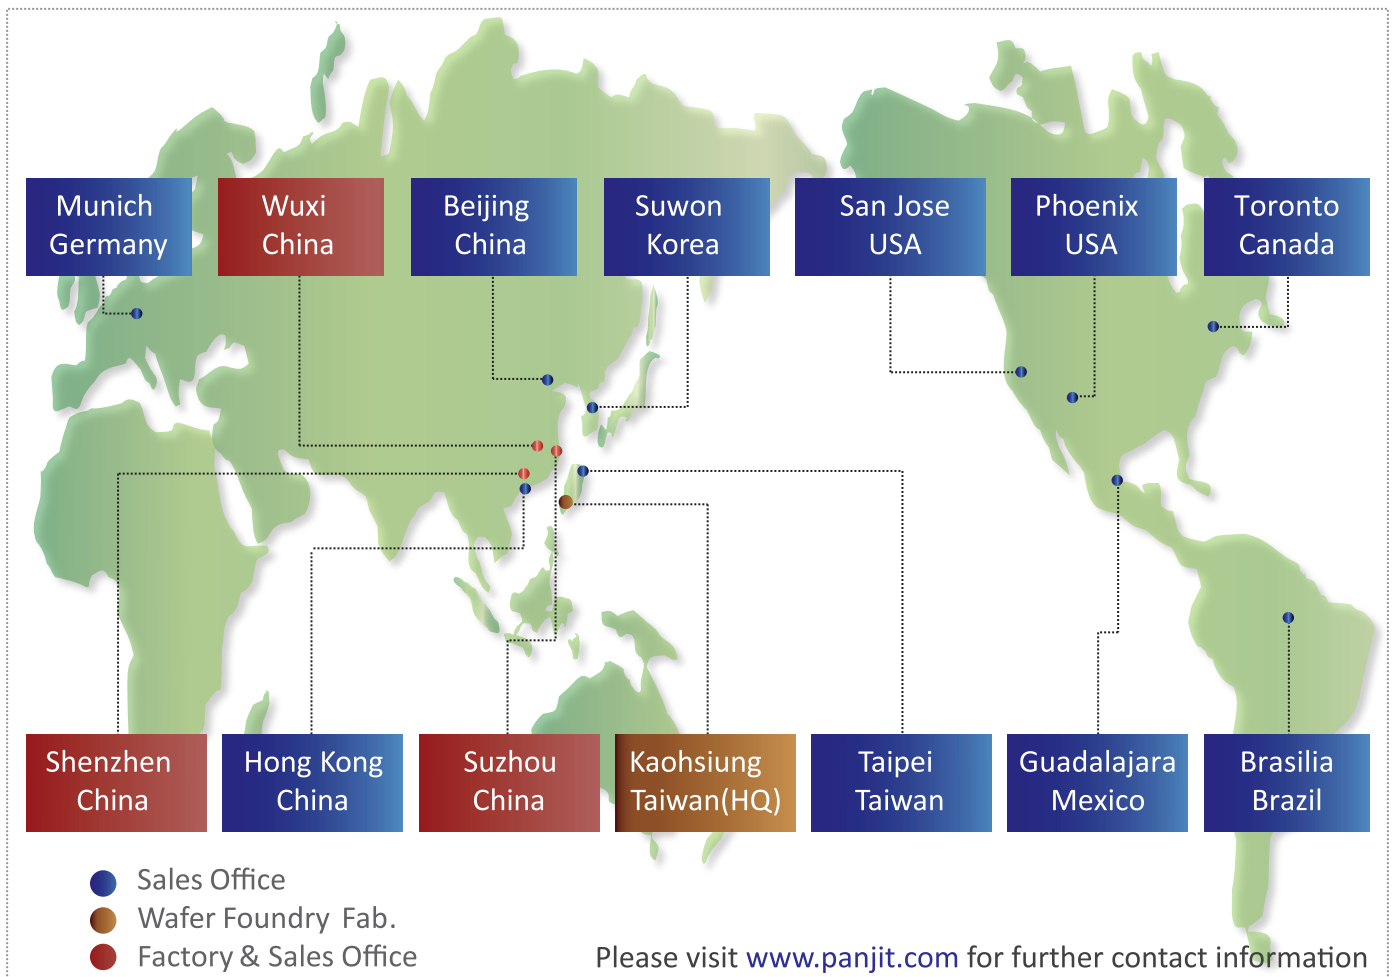 Munich
Germany
Wuxi
China
Beijing
China
Suwon
Korea
San Jose
USA
Phoenix
USA
Toronto
Canada
Shenzhen
China
Hong Kong
China
Suzhou
China
Kaohsiung
Taiwan(HQ)
Taipei
Taiwan
Guadalajara
Mexico
Brasilia
Brazil
Sales Office
Wafer Foundry Fab.
Factory & Sales Office
Please visit www.panjit.com for further contact information